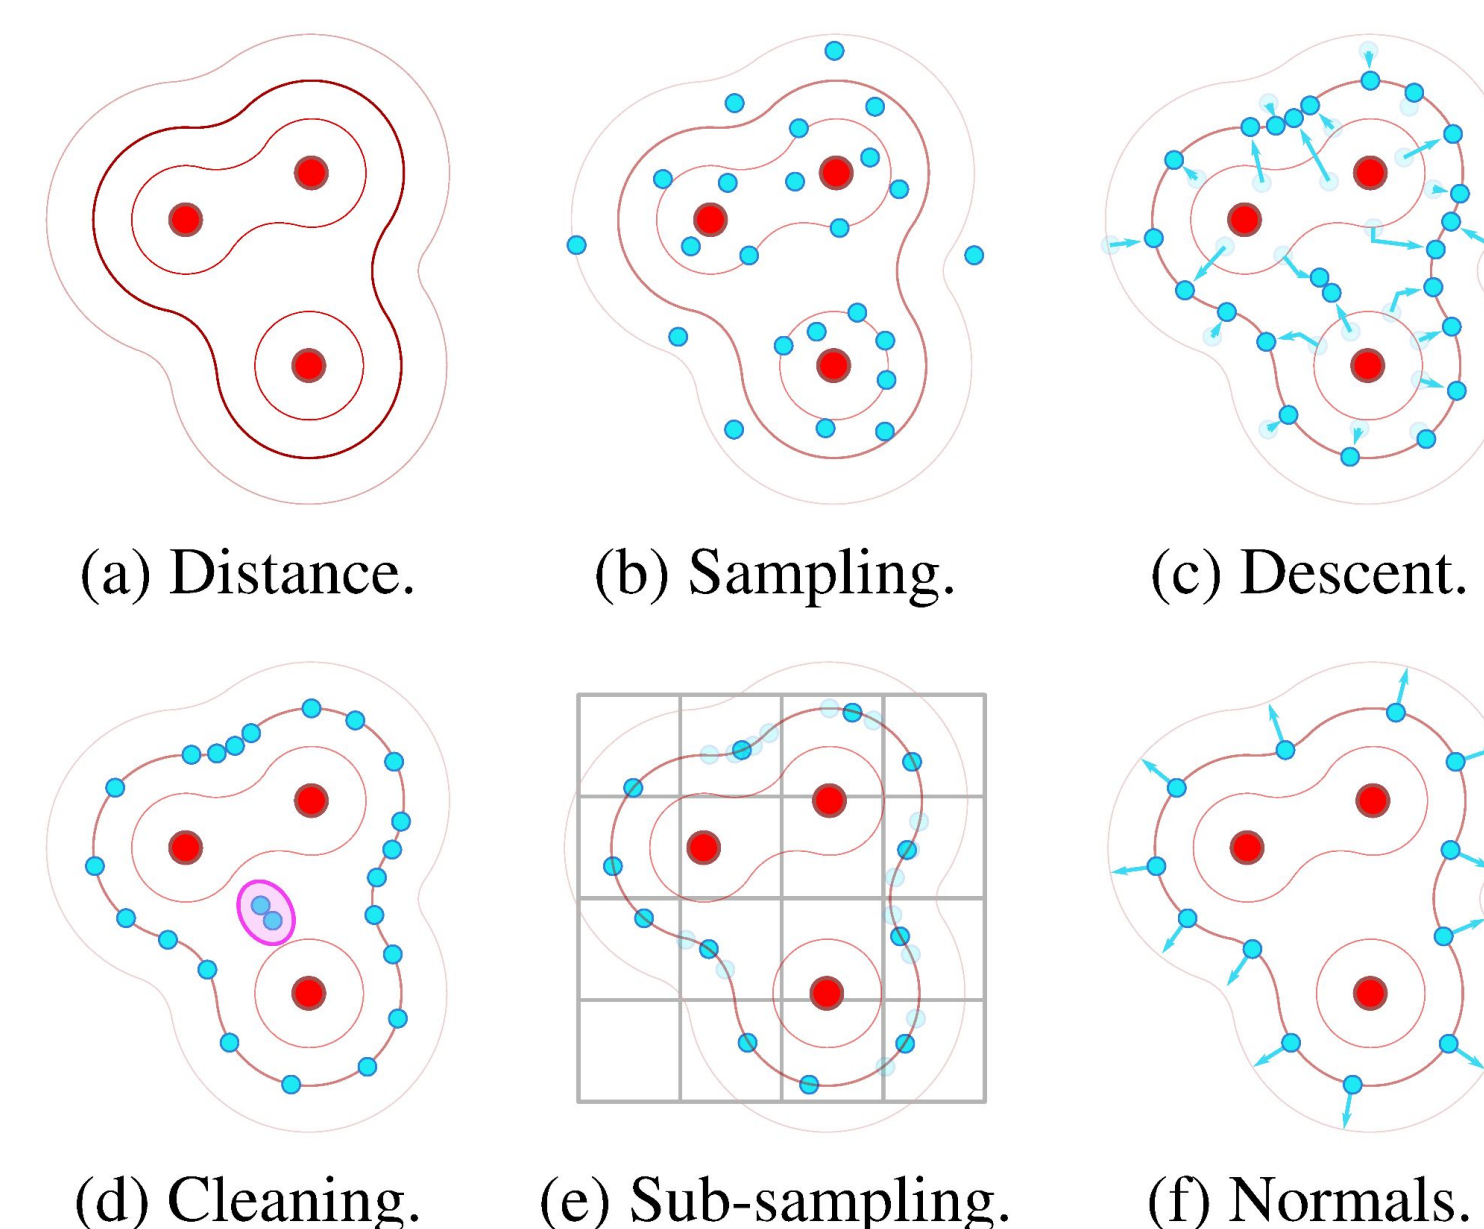 (a) Distance.
(b) Sampling.
(c) Descent.
(d) Cleaning.
(e) Sub-sampling.
(f) Normals.